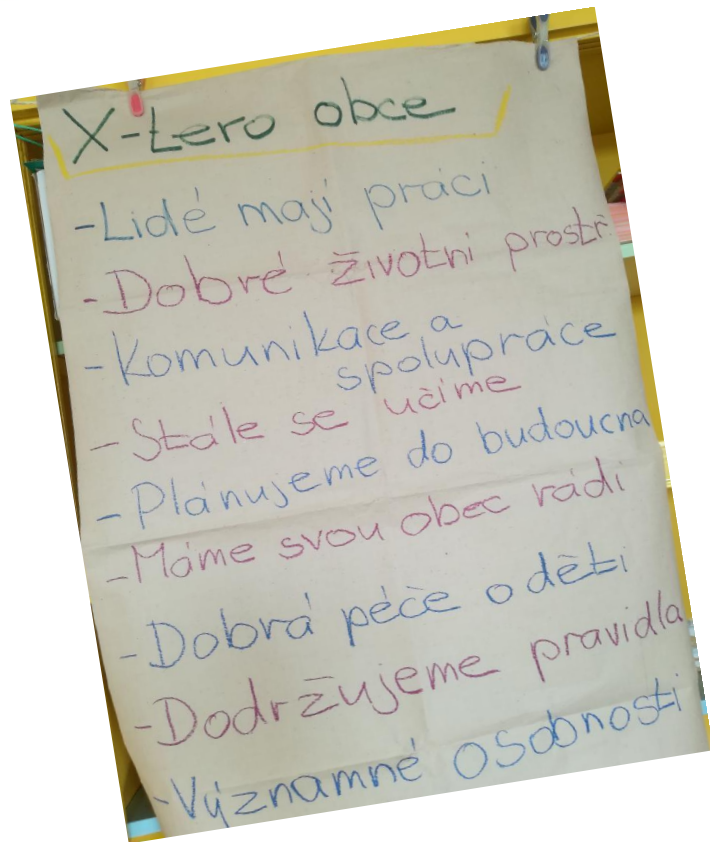 X-tero obce
-Lidé mají práci
-Dobré životní prostř
-Komunikace a
spolupráce
-Stále se učíme
-Plánujeme do budoucna
-Máme svou obec rádi
-Dobrá péče o děti
-Dodržujeme pravidla
-Významné osobnosti